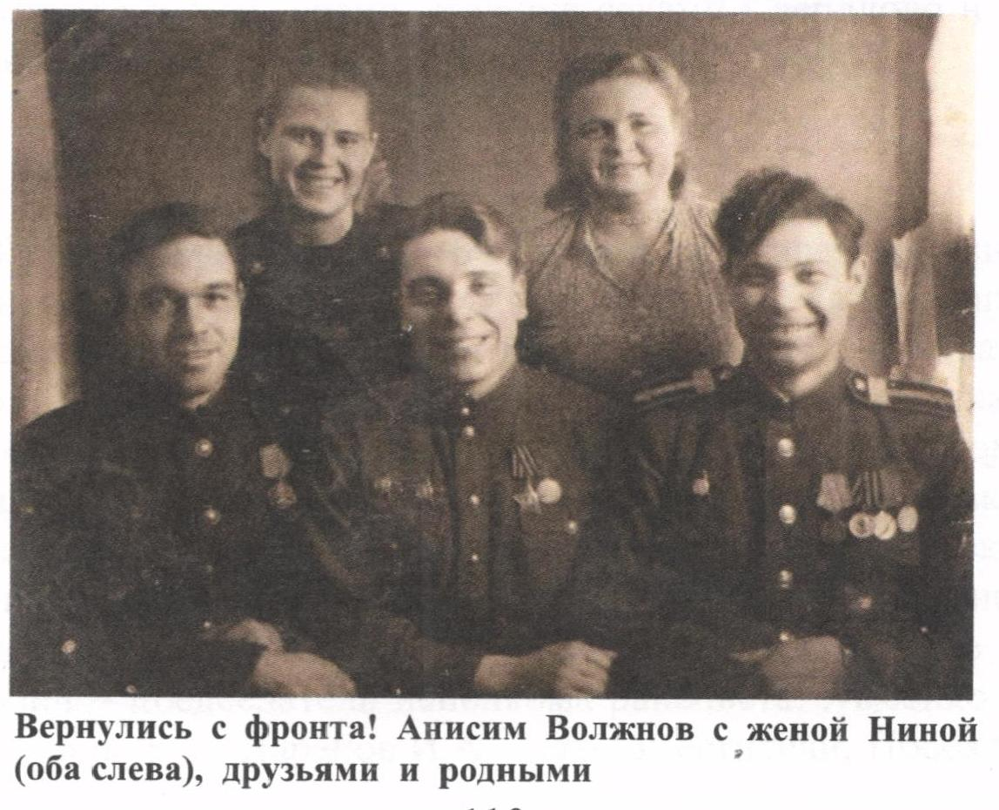 Вернулись с фронта! Анисим Волжнов с женой Ниной
(оба слева), друзьями и родными